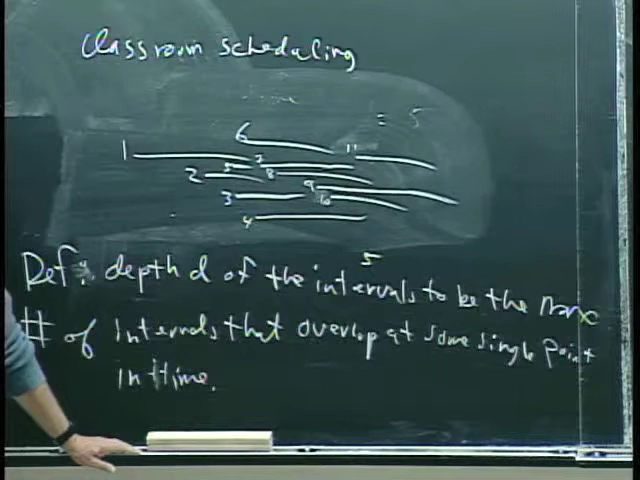 Classroom scheduling
= 5
6
1 7 11
5
2 8
9
3 10
4
5
Def: depth d of the intervals to be the max
# of intervals that overlap at some single point
in time.